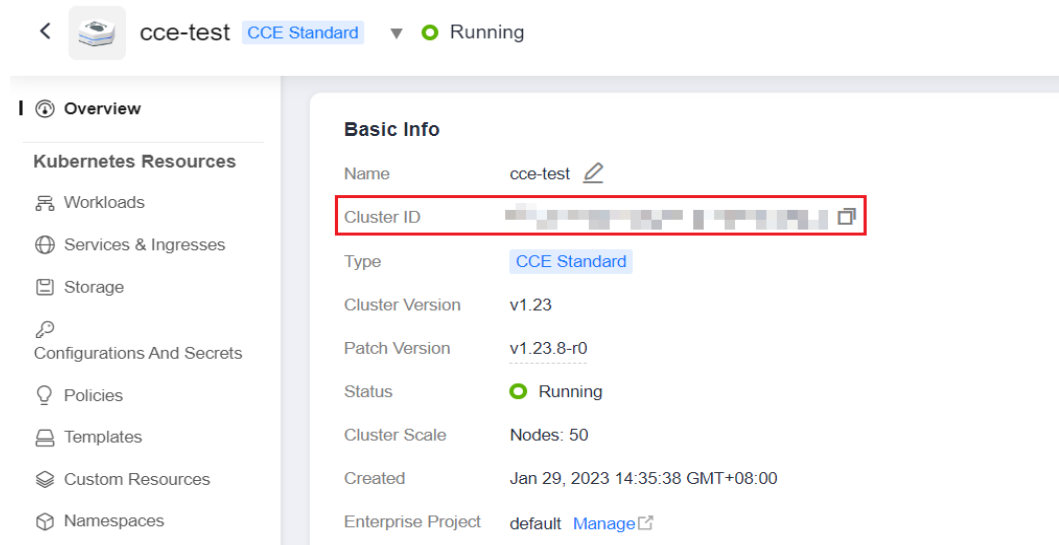 cce-test CCE Standard Running
Overview
Kubernetes Resources
Workloads
Services & Ingresses
Storage
Configurations And Secrets
Policies
Templates
Custom Resources
Namespaces
Basic Info
Name cce-test
Cluster ID
Type CCE Standard
Cluster Version v1.23
Patch Version v1.23.8-r0
Status Running
Cluster Scale Nodes: 50
Created Jan 29, 2023 14:35:38 GMT+08:00
Enterprise Project default Manage